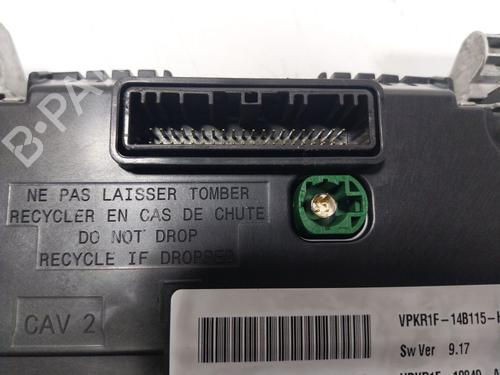 B-PARTS
NE PAS LAISSER TOMBER
RECYCLER EN CAS DE CHUTE
DO NOT DROP
RECYCLE IF DROPPED
CAV 2
VPKR1F-14B115-H
Sw Ver 9.17